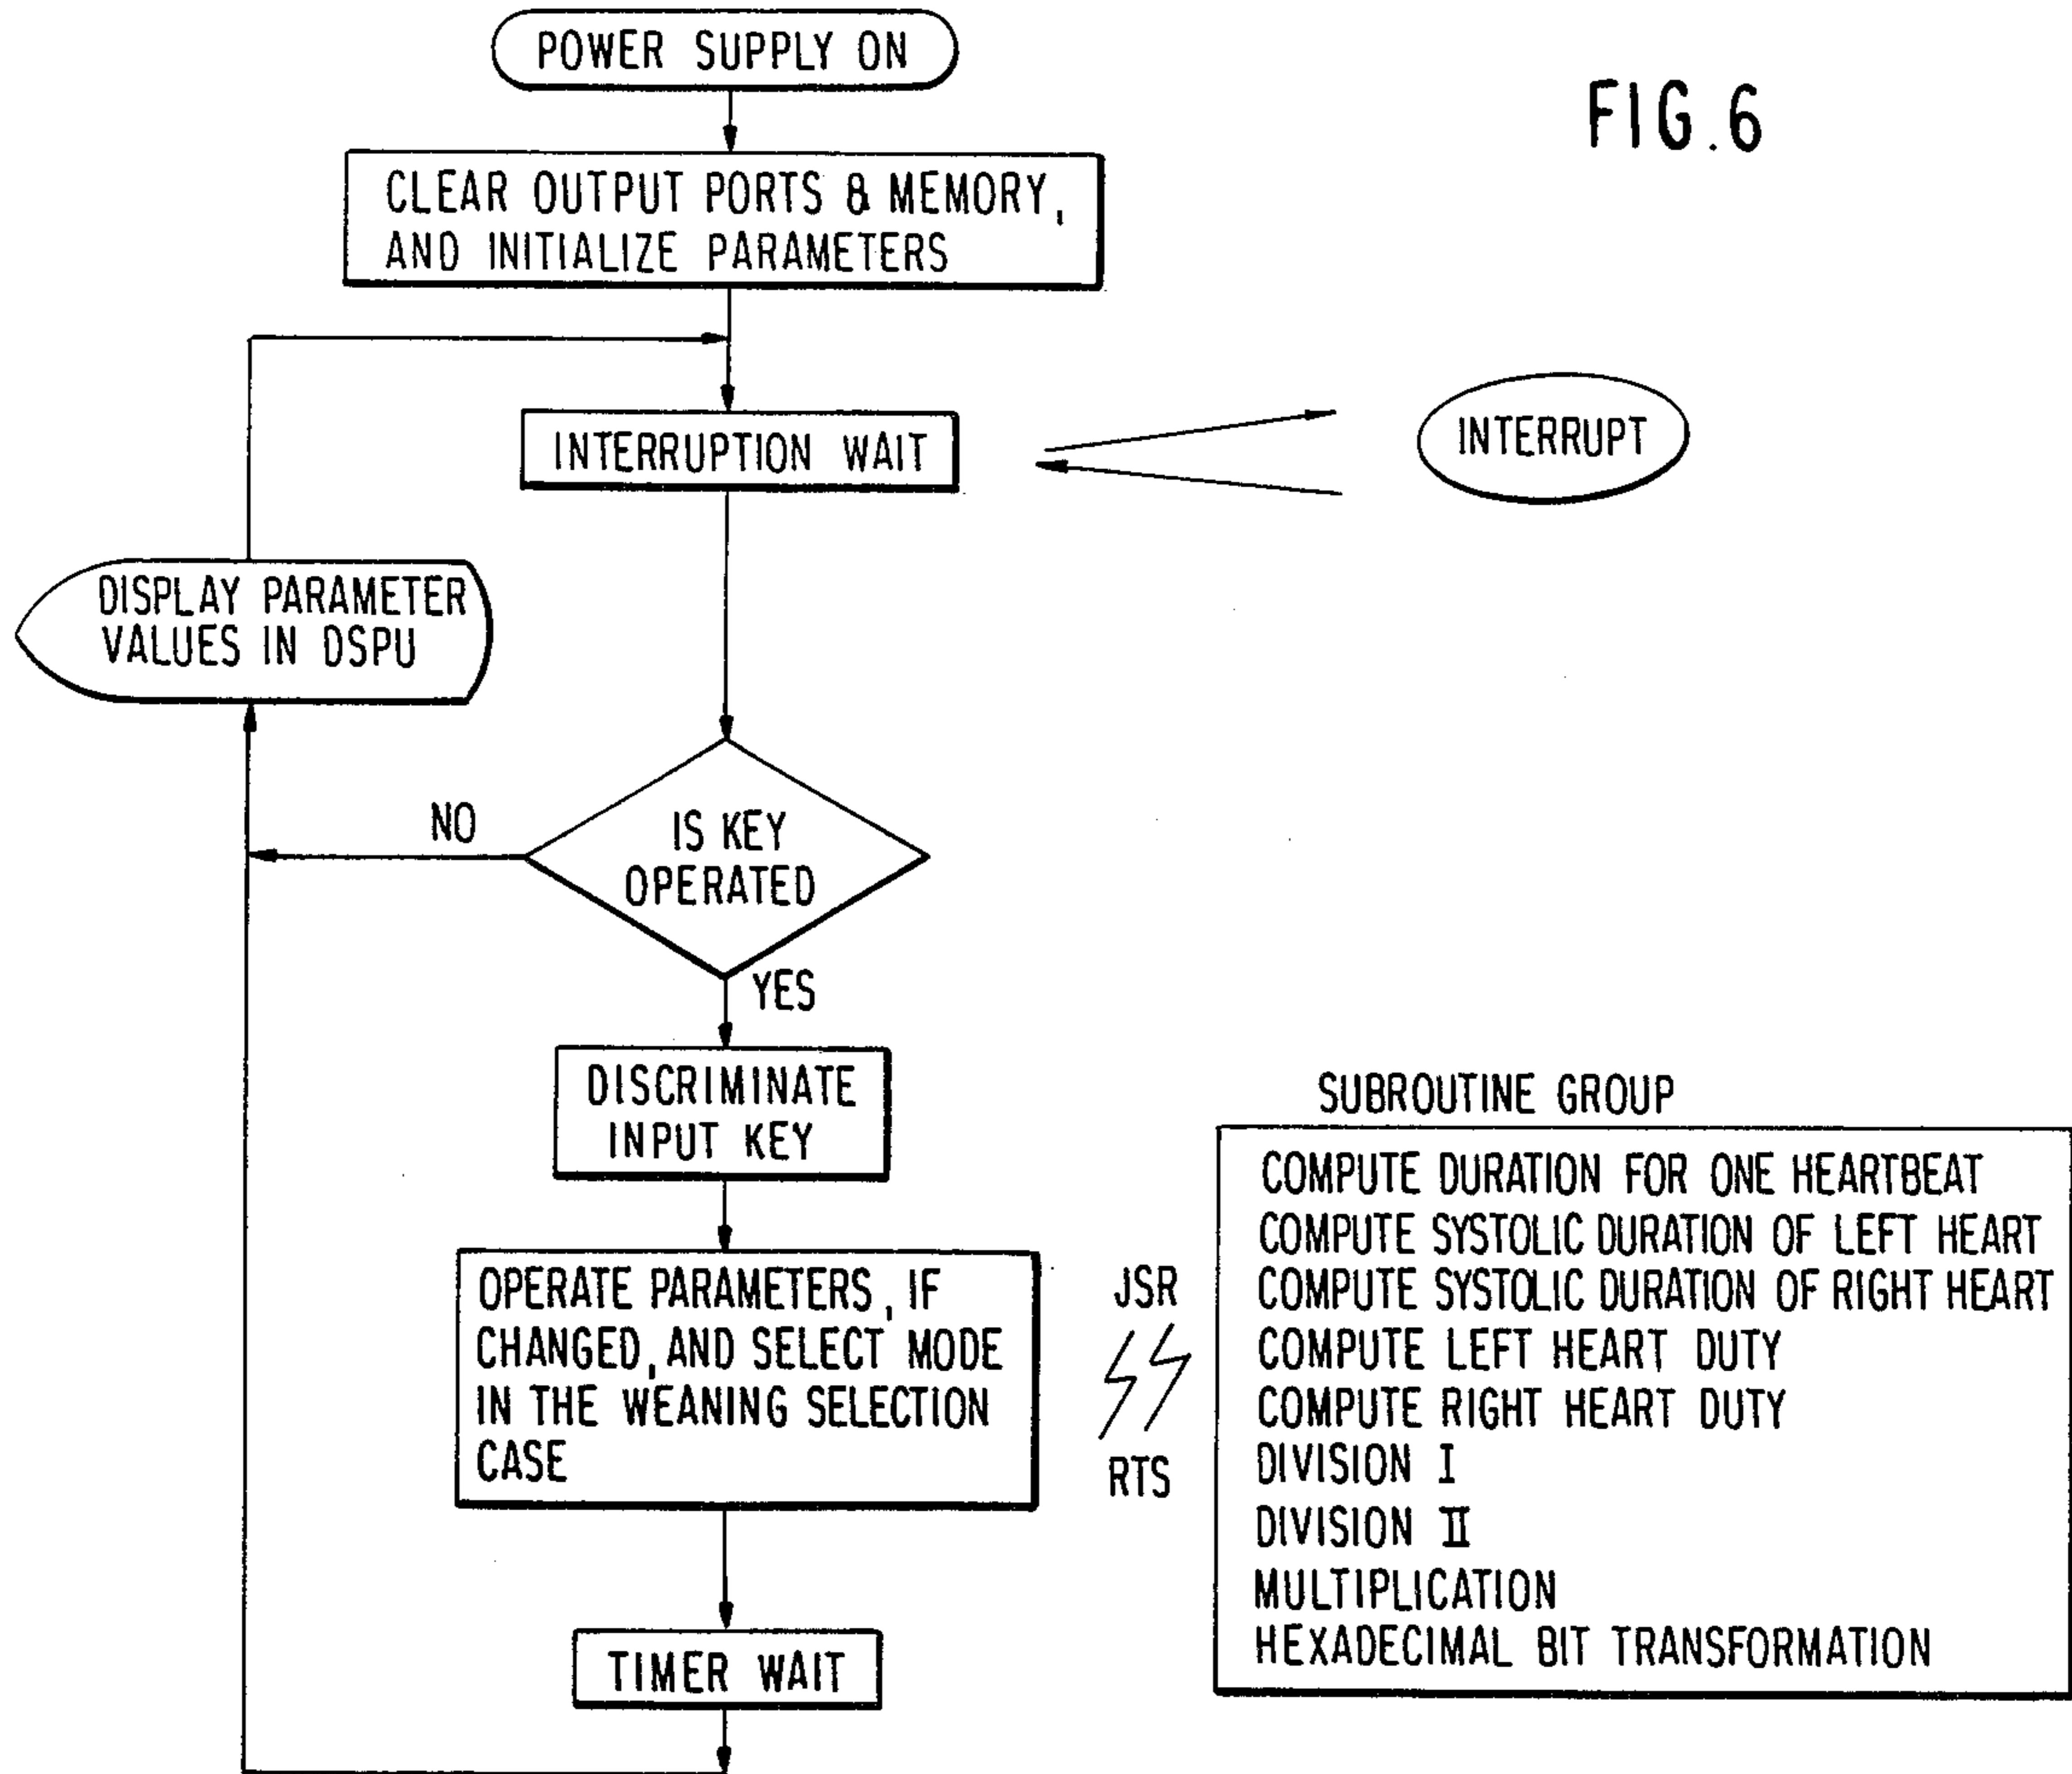 POWER SUPPLY ON
FIG.6
CLEAR OUTPUT PORTS & MEMORY,
AND INITIALIZE PARAMETERS
INTERRUPTION WAIT
INTERRUPT
DISPLAY PARAMETER
VALUES IN DSPU
NO
IS KEY
OPERATED
YES
DISCRIMINATE
INPUT KEY
OPERATE PARAMETERS, IF
CHANGED, AND SELECT MODE
IN THE WEANING SELECTION
CASE
JSR
RTS
SUBROUTINE GROUP
COMPUTE DURATION FOR ONE HEARTBEAT
COMPUTE SYSTOLIC DURATION OF LEFT HEART
COMPUTE SYSTOLIC DURATION OF RIGHT HEART
COMPUTE LEFT HEART DUTY
COMPUTE RIGHT HEART DUTY
DIVISION I
DIVISION II
MULTIPLICATION
HEXADECIMAL BIT TRANSFORMATION
TIMER WAIT